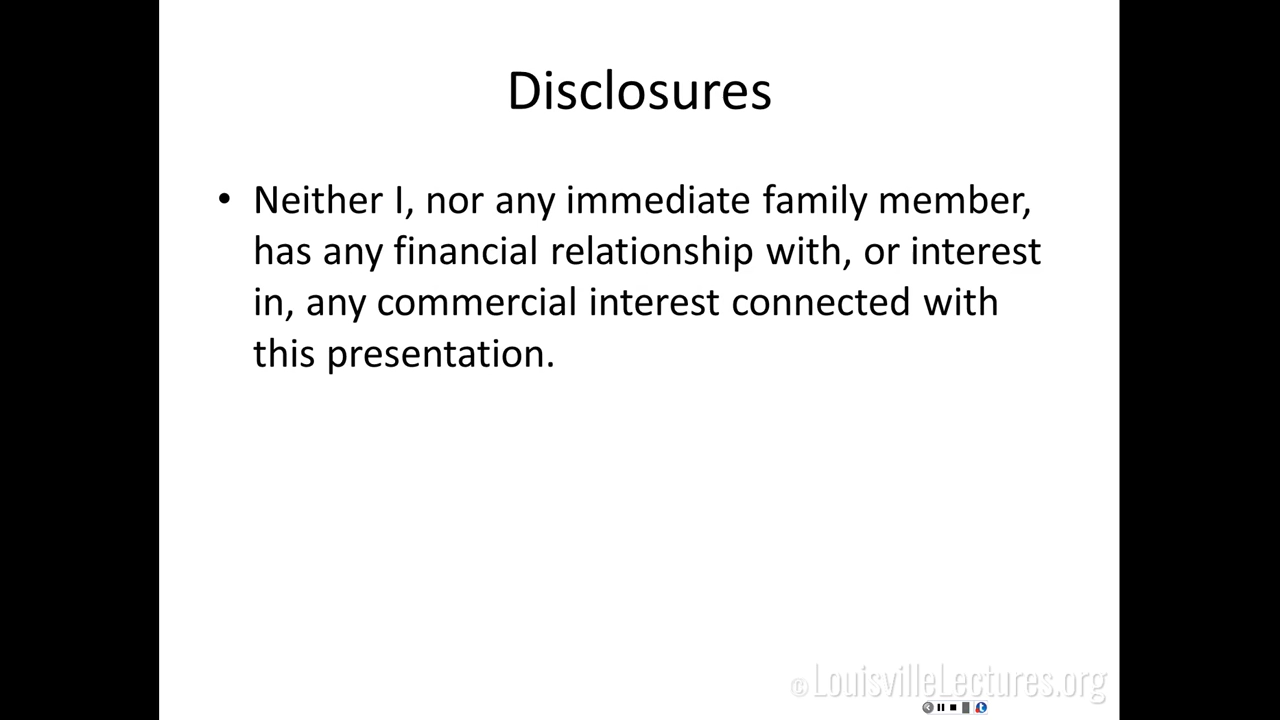 Disclosures
• Neither I, nor any immediate family member,
has any financial relationship with, or interest
in, any commercial interest connected with
this presentation.
©LouisvilleLectures.org